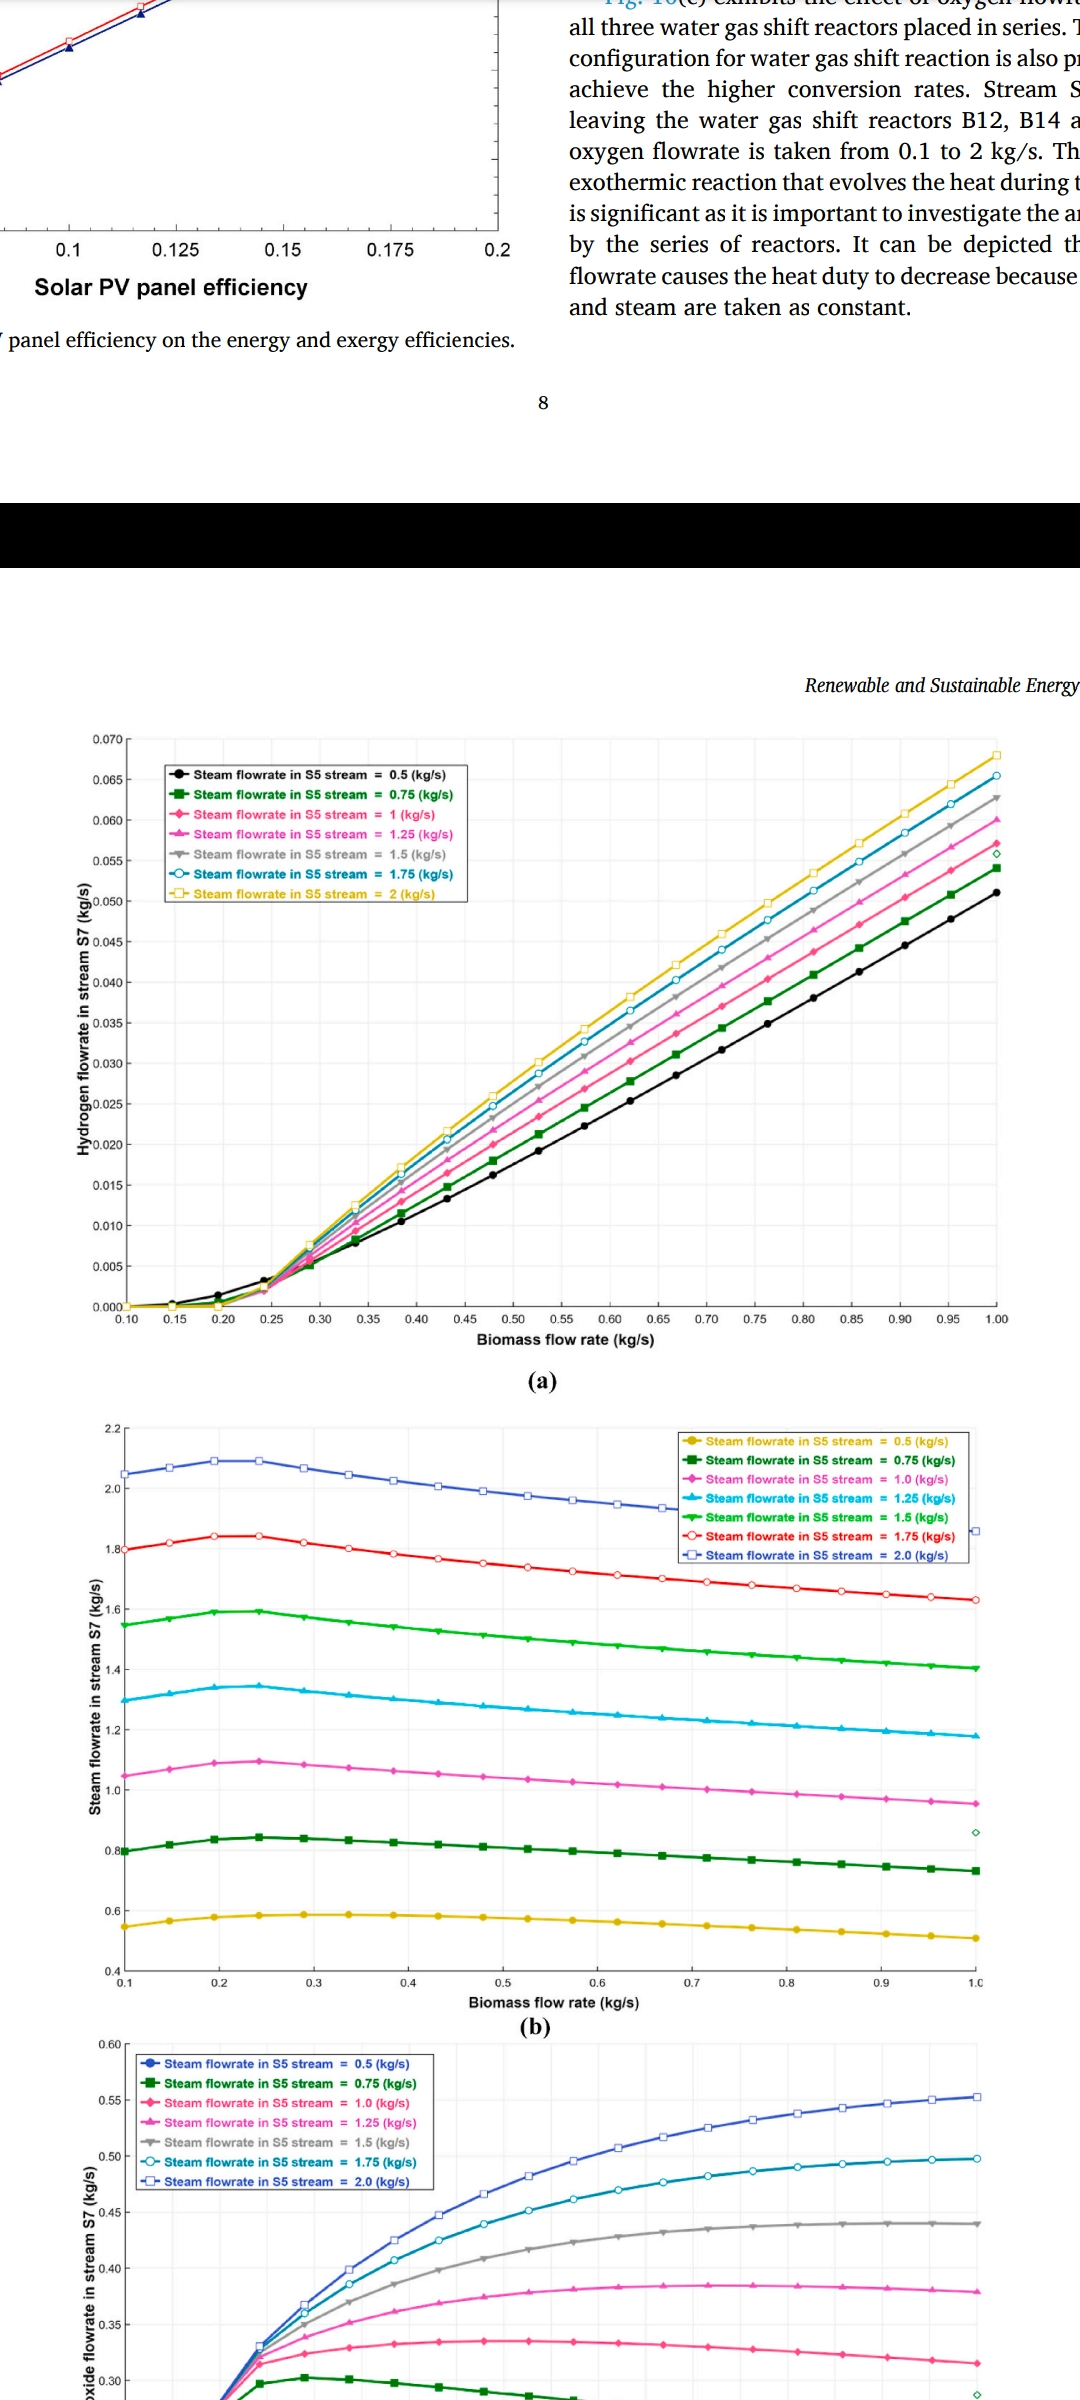 Fig. 10(e) exhibits the effect of oxygen
all three water gas shift reactors placed in series.
configuration for water gas shift reaction is also
achieve the higher conversion rates. Stream
leaving the water gas shift reactors B12, B14
oxygen flowrate is taken from 0.1 to 2 kg/s.
exothermic reaction that evolves the heat during
is significant as it is important to investigate the
by the series of reactors. It can be depicted
flowrate causes the heat duty to decrease because
and steam are taken as constant.
0.1 0.125 0.15 0.175 0.2
Solar PV panel efficiency
panel efficiency on the energy and exergy efficiencies.
8
Renewable and Sustainable Energy
0.070
0.065
0.060
0.055
0.050
0.045
0.040
0.035
0.030
0.025
0.020
0.015
0.010
0.005
0.000
Hydrogen flowrate in stream S7 (kg/s)
Steam flowrate in S5 stream = 0.5 (kg/s)
Steam flowrate in S5 stream = 0.75 (kg/s)
Steam flowrate in S5 stream = 1 (kg/s)
Steam flowrate in S5 stream = 1.25 (kg/s)
Steam flowrate in S5 stream = 1.5 (kg/s)
Steam flowrate in S5 stream = 1.75 (kg/s)
Steam flowrate in S5 stream = 2 (kg/s)
0.10 0.15 0.20 0.25 0.30 0.35 0.40 0.45 0.50 0.55 0.60 0.65 0.70 0.75 0.80 0.85 0.90 0.95 1.00
Biomass flow rate (kg/s)
(a)
2.2
2.0
1.8
1.6
1.4
1.2
1.0
0.8
0.6
0.4
Steam flowrate in stream S7 (kg/s)
Steam flowrate in S5 stream = 0.5 (kg/s)
Steam flowrate in S5 stream = 0.75 (kg/s)
Steam flowrate in S5 stream = 1.0 (kg/s)
Steam flowrate in S5 stream = 1.25 (kg/s)
Steam flowrate in S5 stream = 1.5 (kg/s)
Steam flowrate in S5 stream = 1.75 (kg/s)
Steam flowrate in S5 stream = 2.0 (kg/s)
0.1 0.2 0.3 0.4 0.5 0.6 0.7 0.8 0.9 1.0
Biomass flow rate (kg/s)
(b)
0.60
0.55
0.50
0.45
0.40
0.35
0.30
oxide flowrate in stream S7 (kg/s)
Steam flowrate in S5 stream = 0.5 (kg/s)
Steam flowrate in S5 stream = 0.75 (kg/s)
Steam flowrate in S5 stream = 1.0 (kg/s)
Steam flowrate in S5 stream = 1.25 (kg/s)
Steam flowrate in S5 stream = 1.5 (kg/s)
Steam flowrate in S5 stream = 1.75 (kg/s)
Steam flowrate in S5 stream = 2.0 (kg/s)